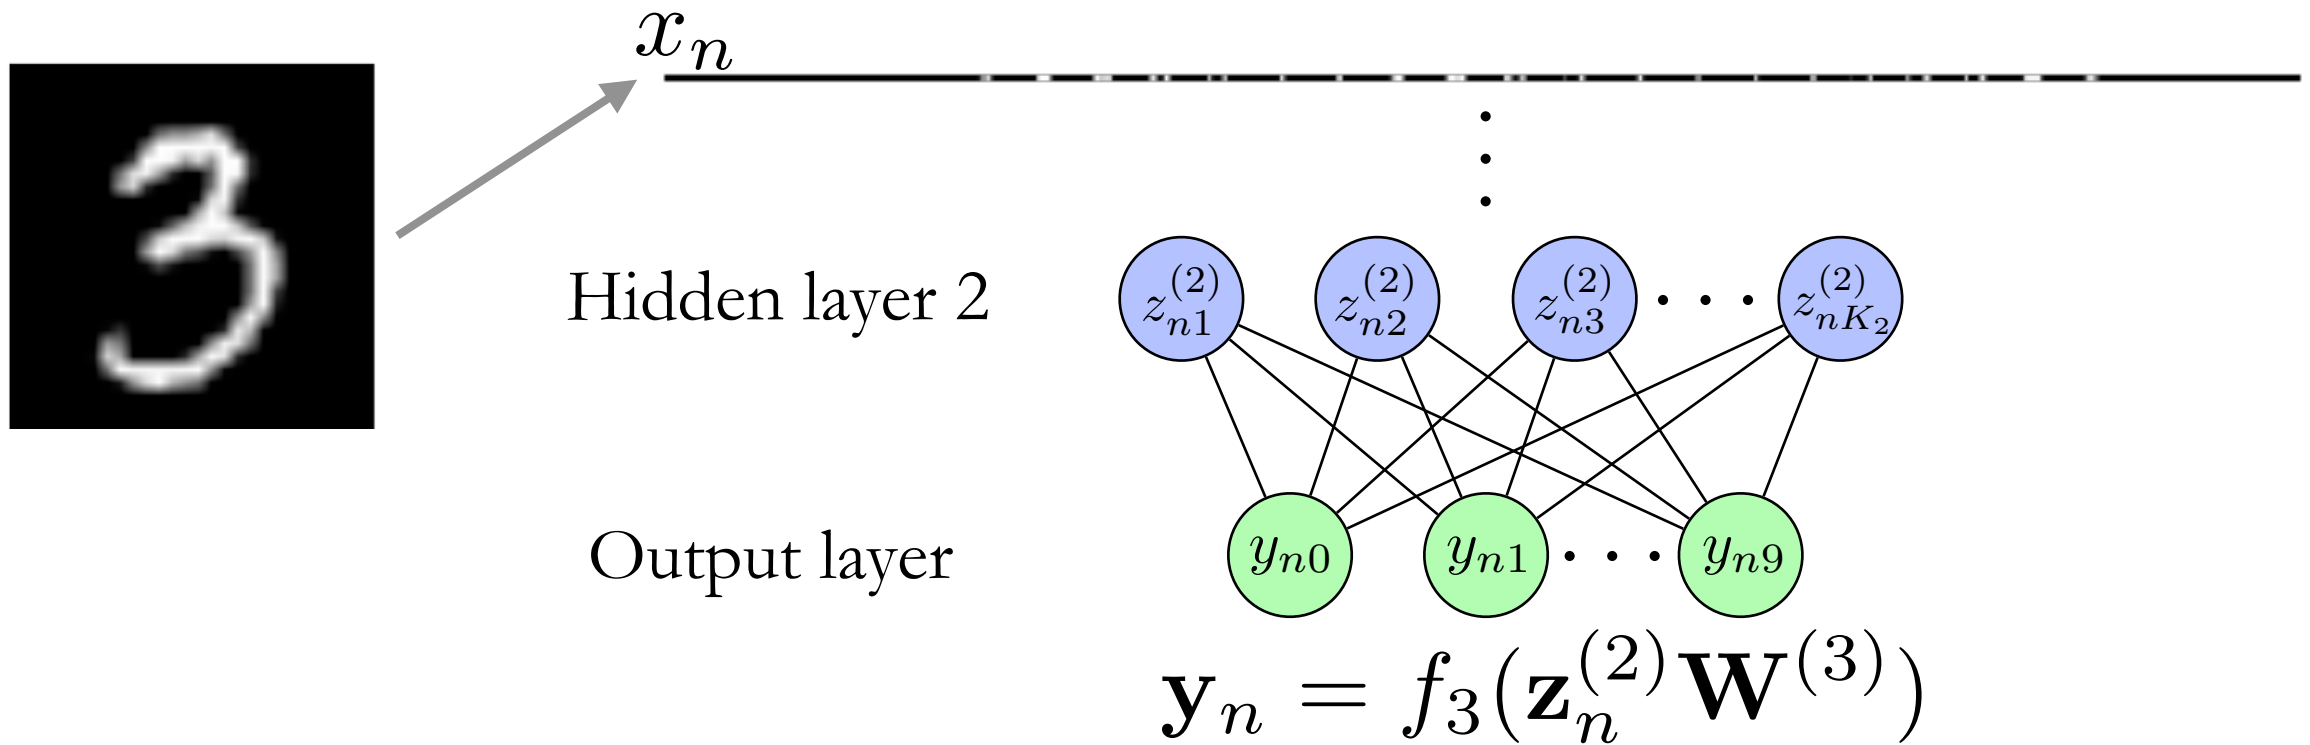 3
x_n
Hidden layer 2
z_{n1}^{(2)} z_{n2}^{(2)} z_{n3}^{(2)} · · · z_{nK_2}^{(2)}
Output layer
y_{n0} y_{n1} · · · y_{n9}
𝐲_n = f_3(𝐳_n^{(2)} 𝐖^{(3)})